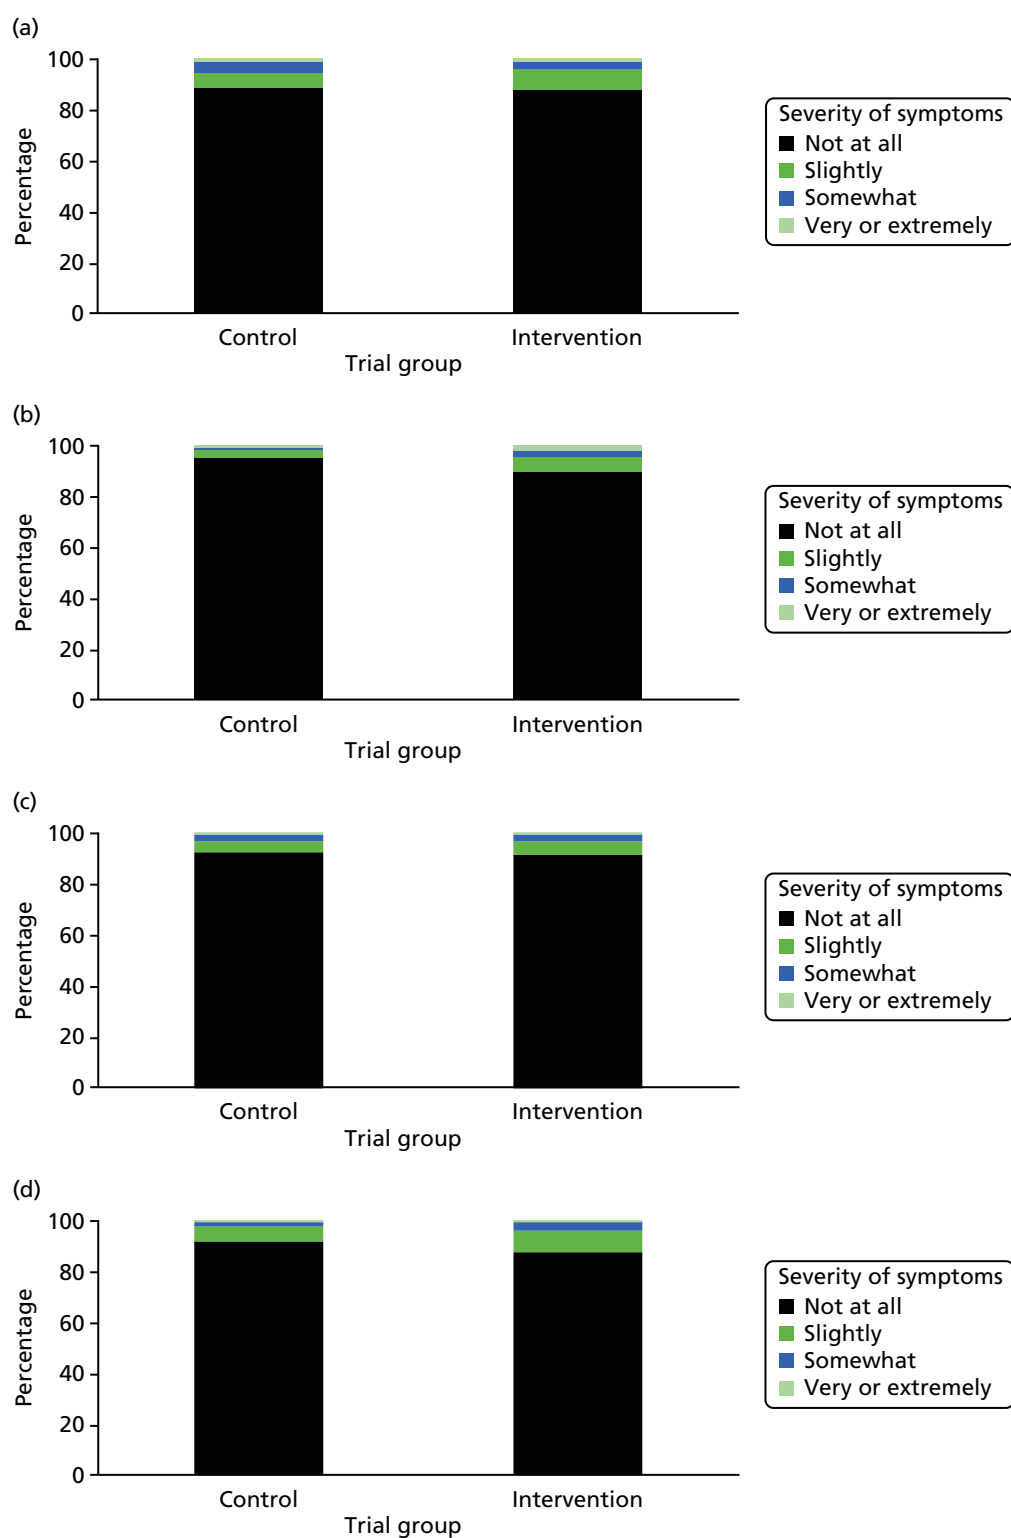 (a)
100
80
60
40
20
0
Percentage
Control
Intervention
Trial group
Severity of symptoms
Not at all
Slightly
Somewhat
Very or extremely
(b)
100
80
60
40
20
0
Percentage
Control
Intervention
Trial group
Severity of symptoms
Not at all
Slightly
Somewhat
Very or extremely
(c)
100
80
60
40
20
0
Percentage
Control
Intervention
Trial group
Severity of symptoms
Not at all
Slightly
Somewhat
Very or extremely
(d)
100
80
60
40
20
0
Percentage
Control
Intervention
Trial group
Severity of symptoms
Not at all
Slightly
Somewhat
Very or extremely